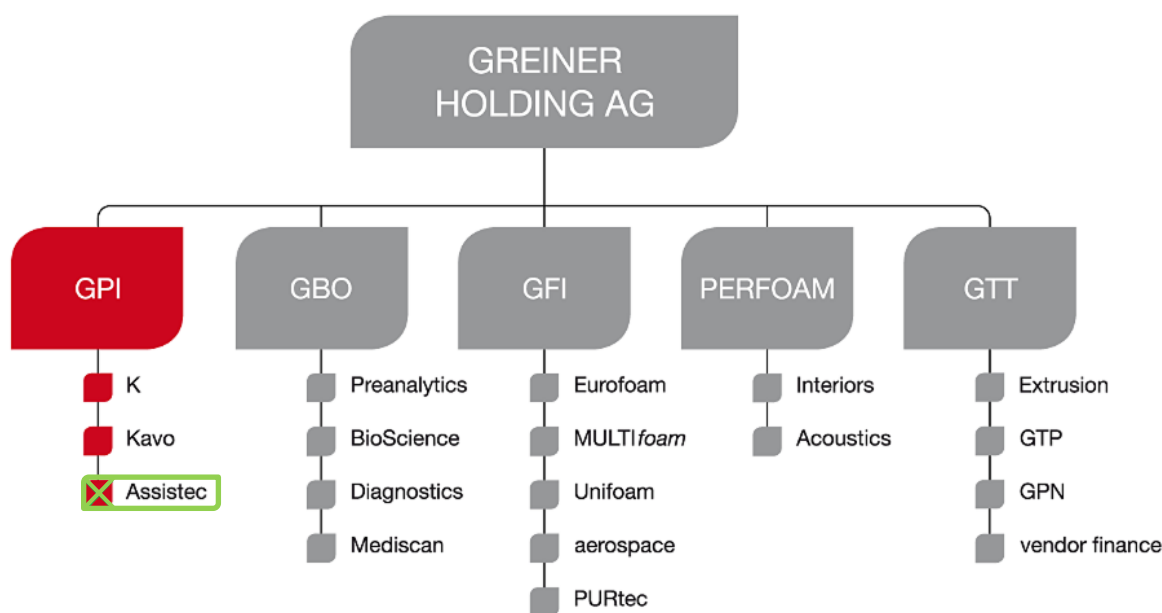 GREINER
HOLDING AG
GPI
GBO
GFI
PERFOAM
GTT
K
Kavo
Assistec
Preanalytics
BioScience
Diagnostics
Mediscan
Eurofoam
MULTIfoam
Unifoam
aerospace
PURtec
Interiors
Acoustics
Extrusion
GTP
GPN
vendor finance